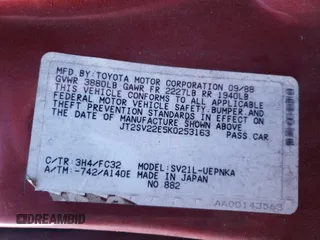 MFD BY TOYOTA MOTOR CORPORATION 09/88
GVWR 3880LB GAWR FR 2227LB RR 1940LB
THIS VEHICLE CONFORMS TO ALL APPLICABLE
FEDERAL MOTOR VEHICLE SAFETY, BUMPER AND
THEFT PREVENTION STANDARDS IN EFFECT ON
THE DATE OF MANUFACTURE SHOWN ABOVE.
JT2SV22E5K0253163 PASS CAR
C/TR: 3H4/FC32 MODEL: SV21L-UEPNKA
A/TM: -742/A140E MADE IN JAPAN
NO.882
DREAMBID